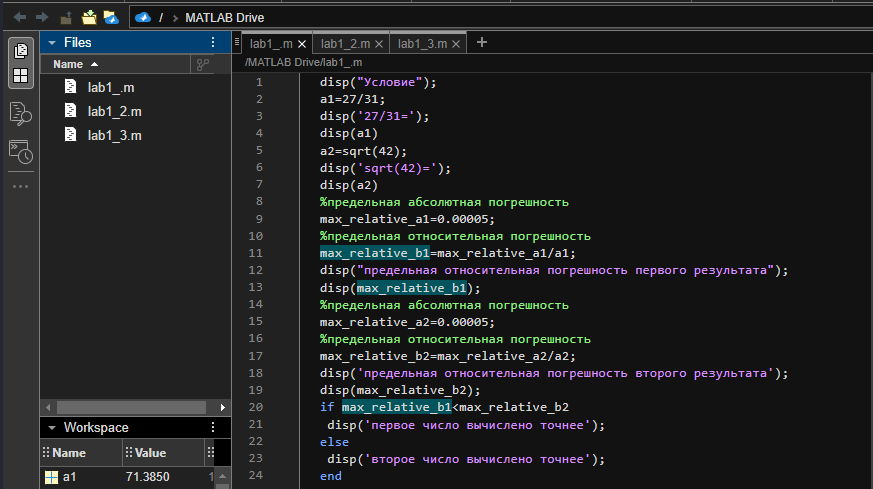 / > MATLAB Drive
Files
Name
lab1_.m
lab1_2.m
lab1_3.m
lab1_.m × lab1_2.m × lab1_3.m × +
/MATLAB Drive/lab1_.m
1 disp("Условие");
2 a1=27/31;
3 disp('27/31=');
4 disp(a1)
5 a2=sqrt(42);
6 disp('sqrt(42)=');
7 disp(a2)
8 %предельная абсолютная погрешность
9 max_relative_a1=0.00005;
10 %предельная относительная погрешность
11 max_relative_b1=max_relative_a1/a1;
12 disp("предельная относительная погрешность первого результата");
13 disp(max_relative_b1);
14 %предельная абсолютная погрешность
15 max_relative_a2=0.00005;
16 %предельная относительная погрешность
17 max_relative_b2=max_relative_a2/a2;
18 disp('предельная относительная погрешность второго результата');
19 disp(max_relative_b2);
20 if max_relative_b1<max_relative_b2
21 disp('первое число вычислено точнее');
22 else
23 disp('второе число вычислено точнее');
24 end
Workspace
Name Value
a1 71.3850